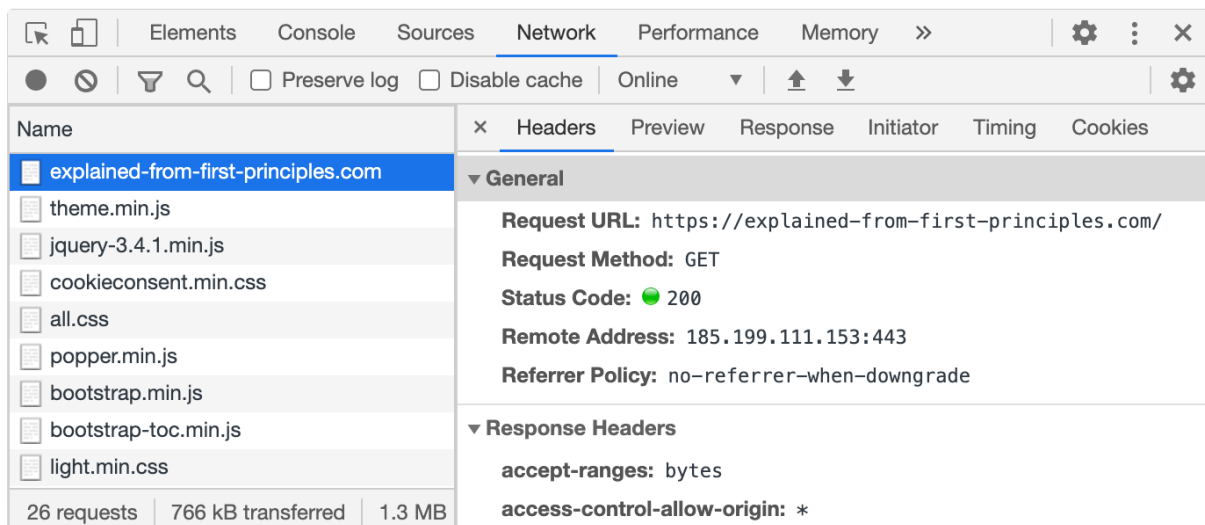 Elements Console Sources Network Performance Memory »
Preserve log Disable cache Online
Name
Headers Preview Response Initiator Timing Cookies
explained-from-first-principles.com
theme.min.js
jquery-3.4.1.min.js
cookieconsent.min.css
all.css
popper.min.js
bootstrap.min.js
bootstrap-toc.min.js
light.min.css
26 requests 766 kB transferred 1.3 MB
General
Request URL: https://explained-from-first-principles.com/
Request Method: GET
Status Code: 200
Remote Address: 185.199.111.153:443
Referrer Policy: no-referrer-when-downgrade
Response Headers
accept-ranges: bytes
access-control-allow-origin: *